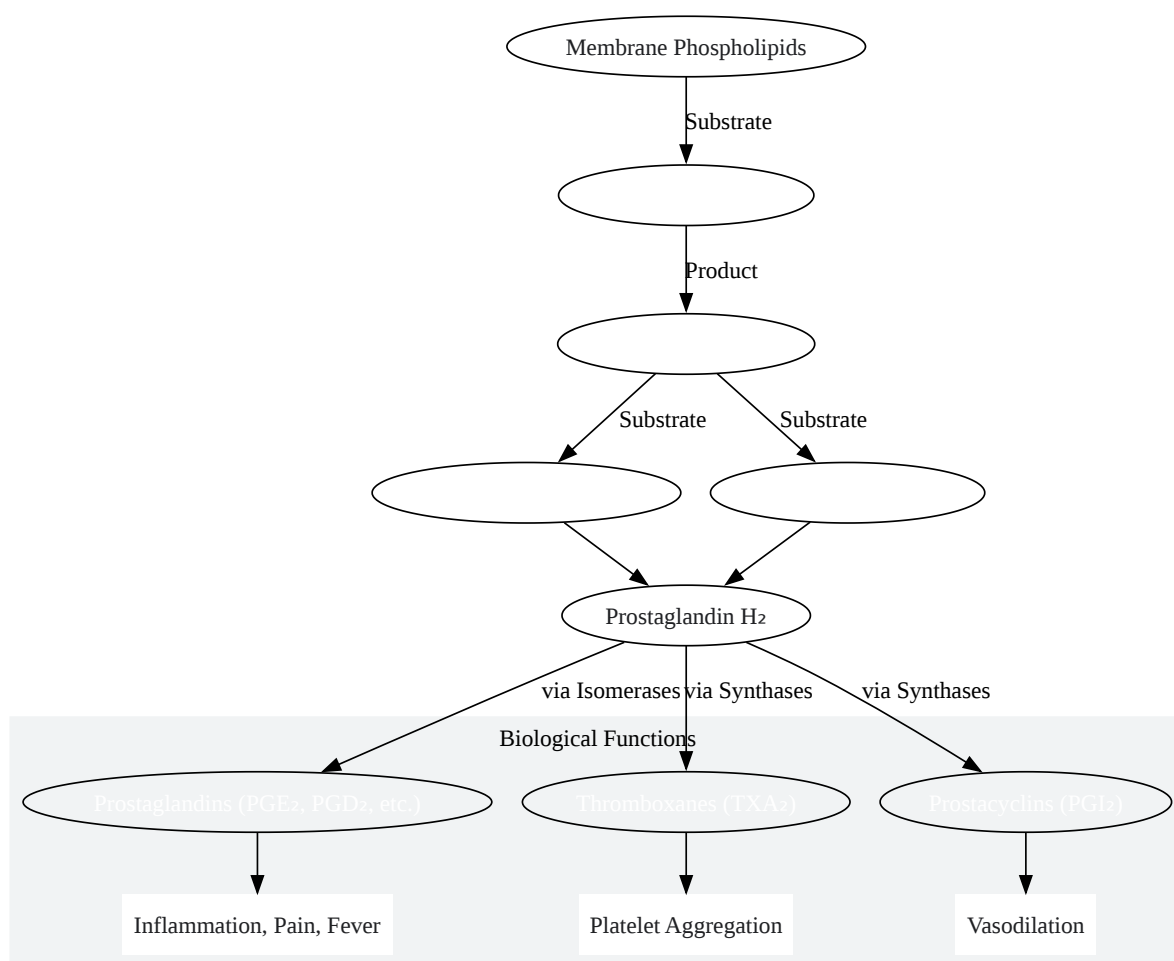 Membrane Phospholipids
Substrate
Product
Substrate
Substrate
Prostaglandin H₂
via Isomerases
via Synthases
via Synthases
Biological Functions
Prostaglandins (PGE₂, PGD₂, etc.)
Thromboxanes (TXA₂)
Prostacyclins (PGI₂)
Inflammation, Pain, Fever
Platelet Aggregation
Vasodilation